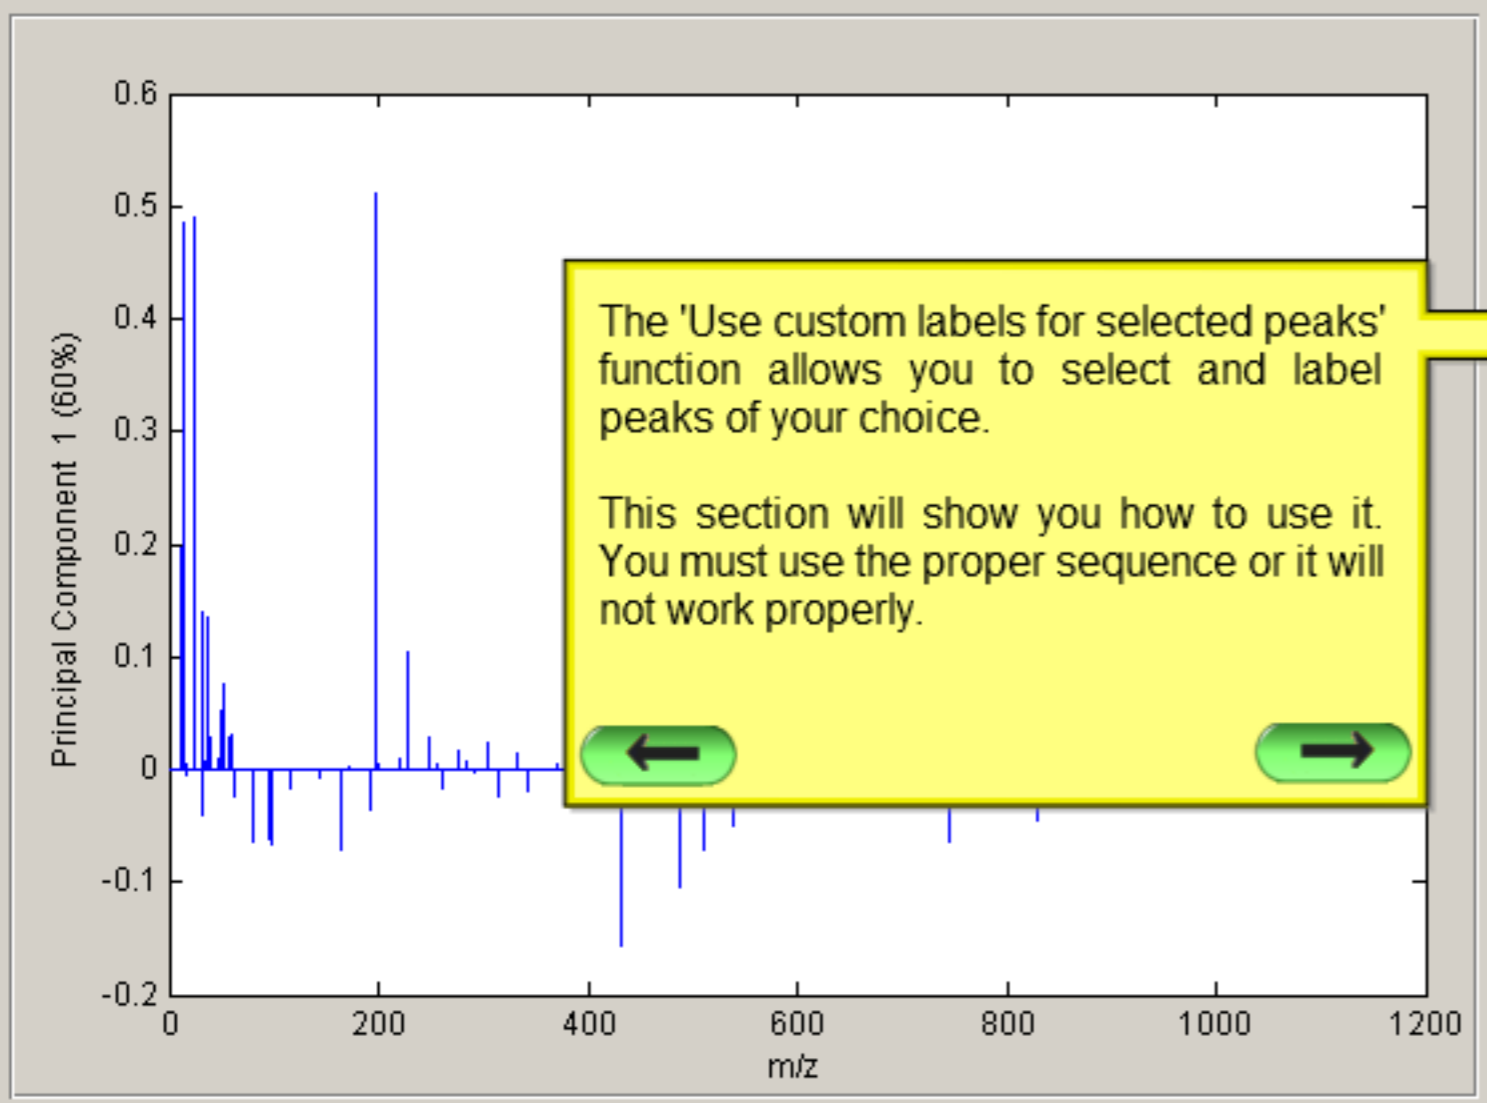 0.6
0.5
0.4
0.3
0.2
0.1
0
-0.1
-0.2
Principal Component 1 (60%)
The 'Use custom labels for selected peaks'
function allows you to select and label
peaks of your choice.
This section will show you how to use it.
You must use the proper sequence or it will
not work properly.
0 200 400 600 800 1000 1200
m/z